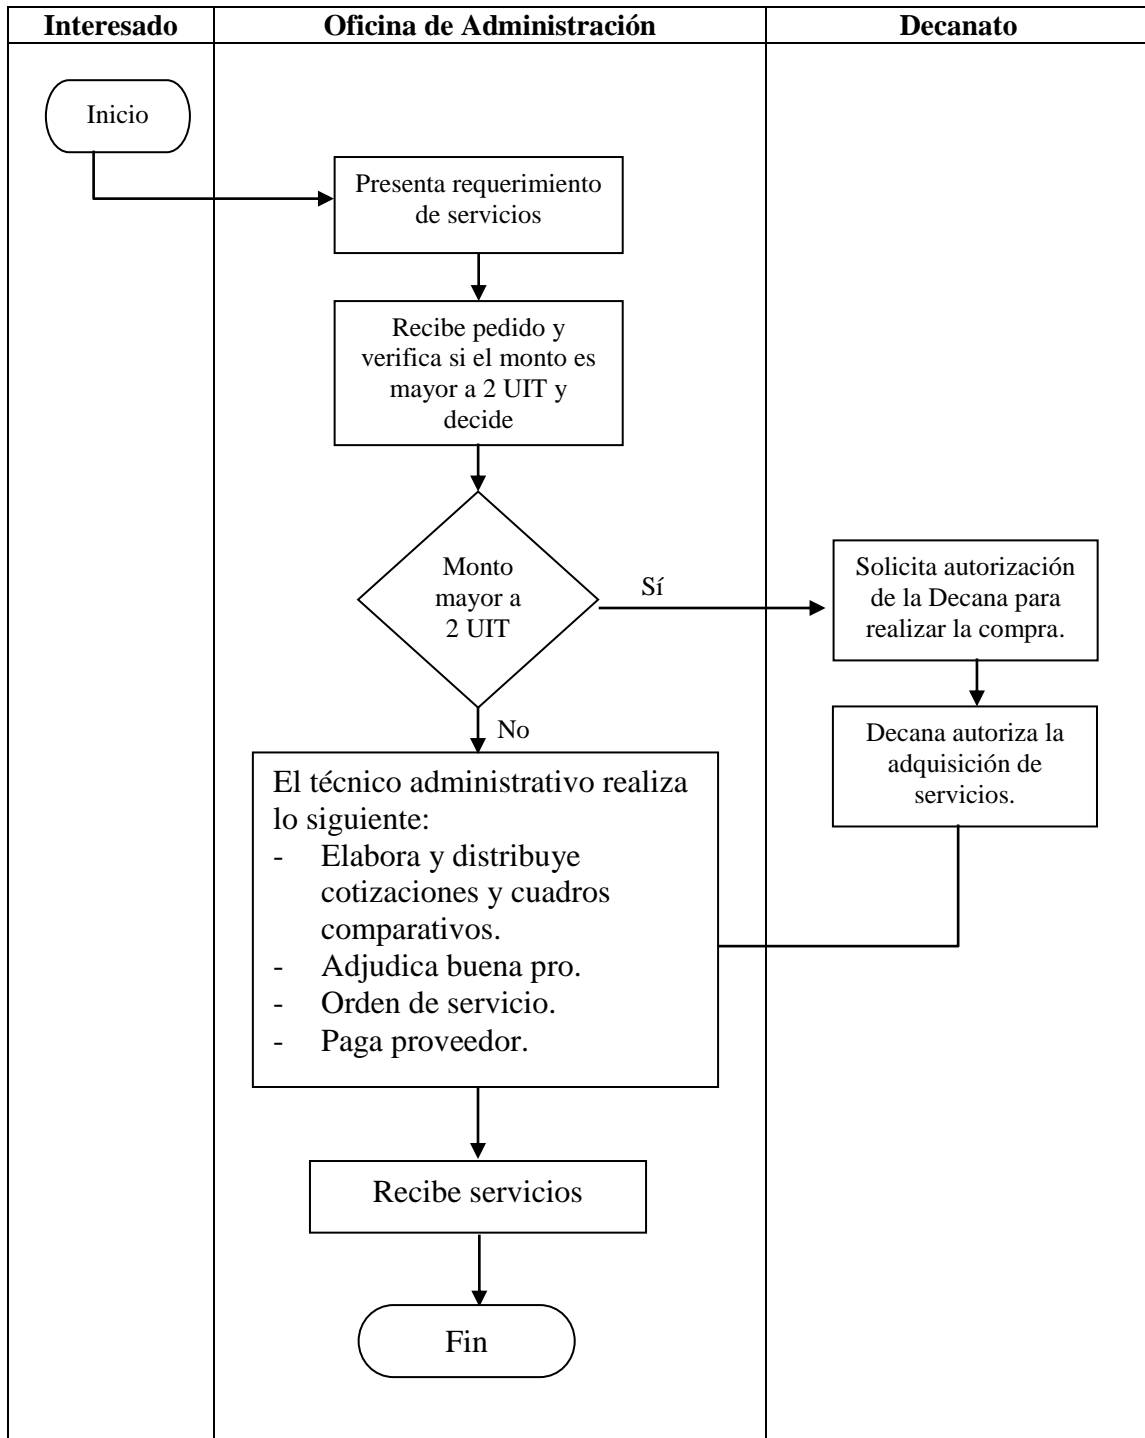 Interesado
Oficina de Administración
Decanato
Inicio
Presenta requerimiento
de servicios
Recibe pedido y
verifica si el monto es
mayor a 2 UIT y
decide
Monto
mayor a
2 UIT
Sí
Solicita autorización
de la Decana para
realizar la compra.
Decana autoriza la
adquisición de
servicios.
No
El técnico administrativo realiza
lo siguiente:
- Elabora y distribuye
cotizaciones y cuadros
comparativos.
- Adjudica buena pro.
- Orden de servicio.
- Paga proveedor.
Recibe servicios
Fin